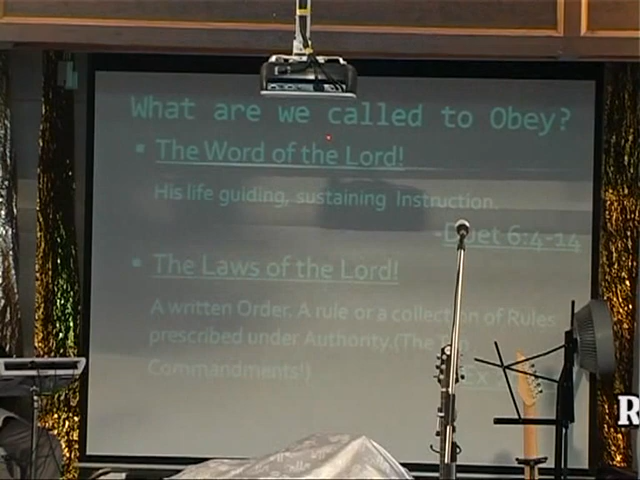 What are we called to Obey?
▪ The Word of the Lord!
His life guiding, sustaining Instruction.
-Duet 6:4-14
▪ The Laws of the Lord!
A written Order. A rule or a collection of Rules
prescribed under Authority.(The
Commandments!)
R